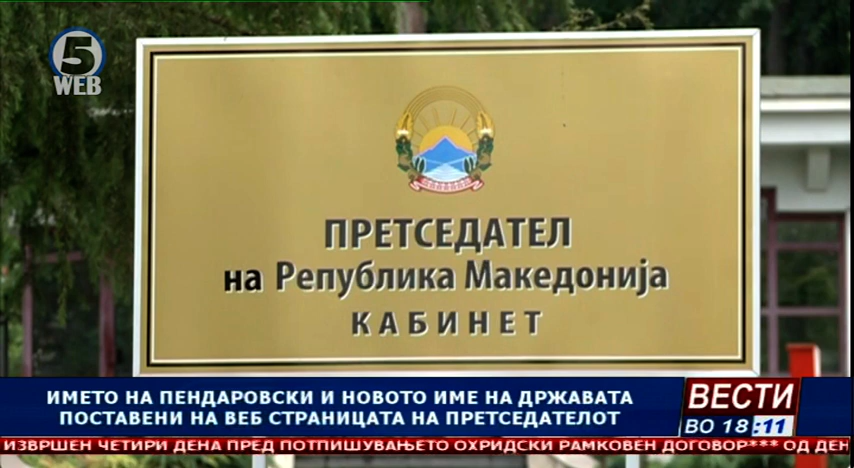 5
WEB
ПРЕТСЕДАТЕЛ
на Република Македонија
КАБИНЕТ
ИМЕТО НА ПЕНДАРОВСКИ И НОВОТО ИМЕ НА ДРЖАВАТА
ПОСТАВЕНИ НА ВЕБ СТРАНИЦАТА НА ПРЕТСЕДАТЕЛОТ
ВЕСТИ
ВО 18:11
ИЗВРШЕН ЧЕТИРИ ДЕНА ПРЕД ПОТПИШУВАЊЕТО ОХРИДСКИ РАМКОВЕН ДОГОВОР*** ОД ДЕН